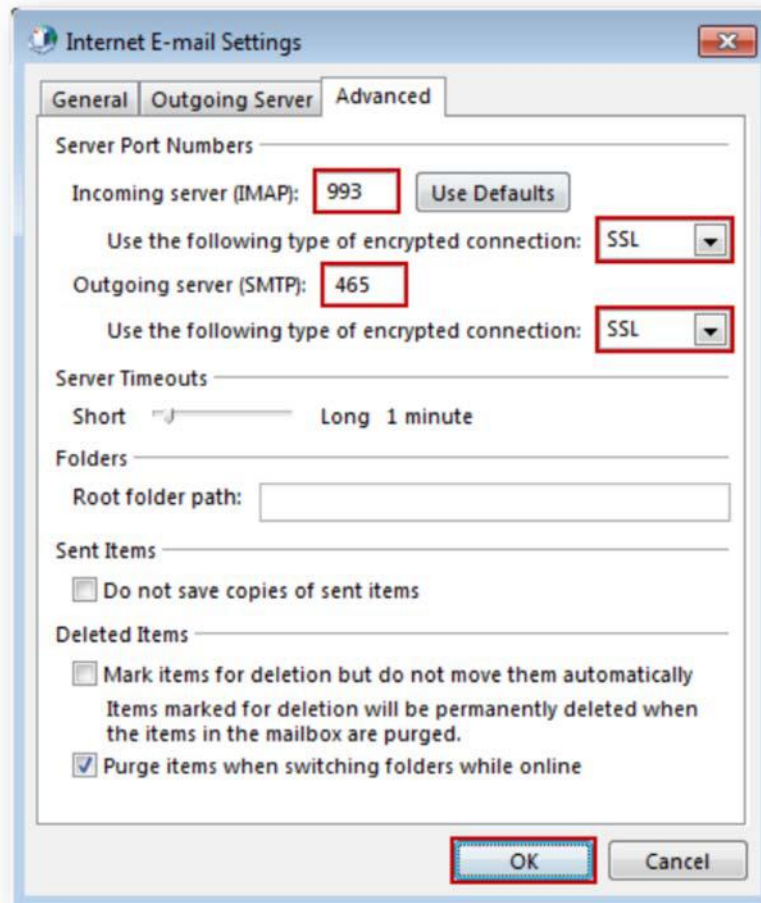 Internet E-mail Settings
General Outgoing Server Advanced
Server Port Numbers
Incoming server (IMAP): 993 Use Defaults
Use the following type of encrypted connection: SSL
Outgoing server (SMTP): 465
Use the following type of encrypted connection: SSL
Server Timeouts
Short Long 1 minute
Folders
Root folder path:
Sent Items
Do not save copies of sent items
Deleted Items
Mark items for deletion but do not move them automatically
Items marked for deletion will be permanently deleted when
the items in the mailbox are purged.
Purge items when switching folders while online
OK Cancel